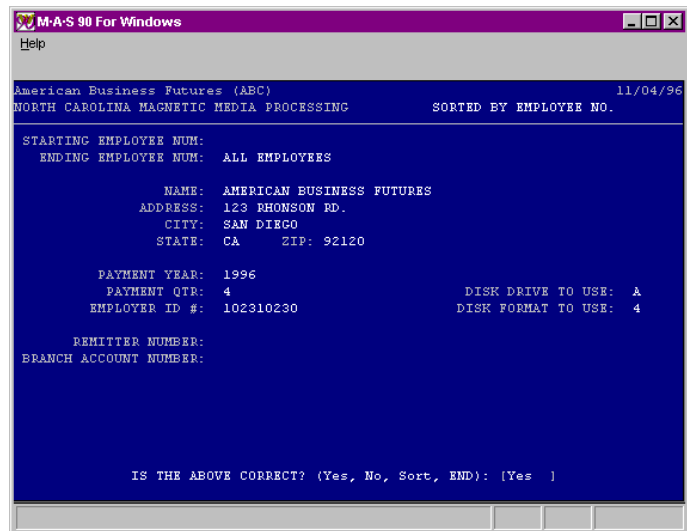 M·A·S 90 For Windows
Help
American Business Futures (ABC) 11/04/96
NORTH CAROLINA MAGNETIC MEDIA PROCESSING SORTED BY EMPLOYEE NO.
STARTING EMPLOYEE NUM:
ENDING EMPLOYEE NUM: ALL EMPLOYEES
NAME: AMERICAN BUSINESS FUTURES
ADDRESS: 123 RHONSON RD.
CITY: SAN DIEGO
STATE: CA ZIP: 92120
PAYMENT YEAR: 1996
PAYMENT QTR: 4 DISK DRIVE TO USE: A
EMPLOYER ID #: 102310230 DISK FORMAT TO USE: 4
REMITTER NUMBER:
BRANCH ACCOUNT NUMBER:
IS THE ABOVE CORRECT? (Yes, No, Sort, END): [Yes ]